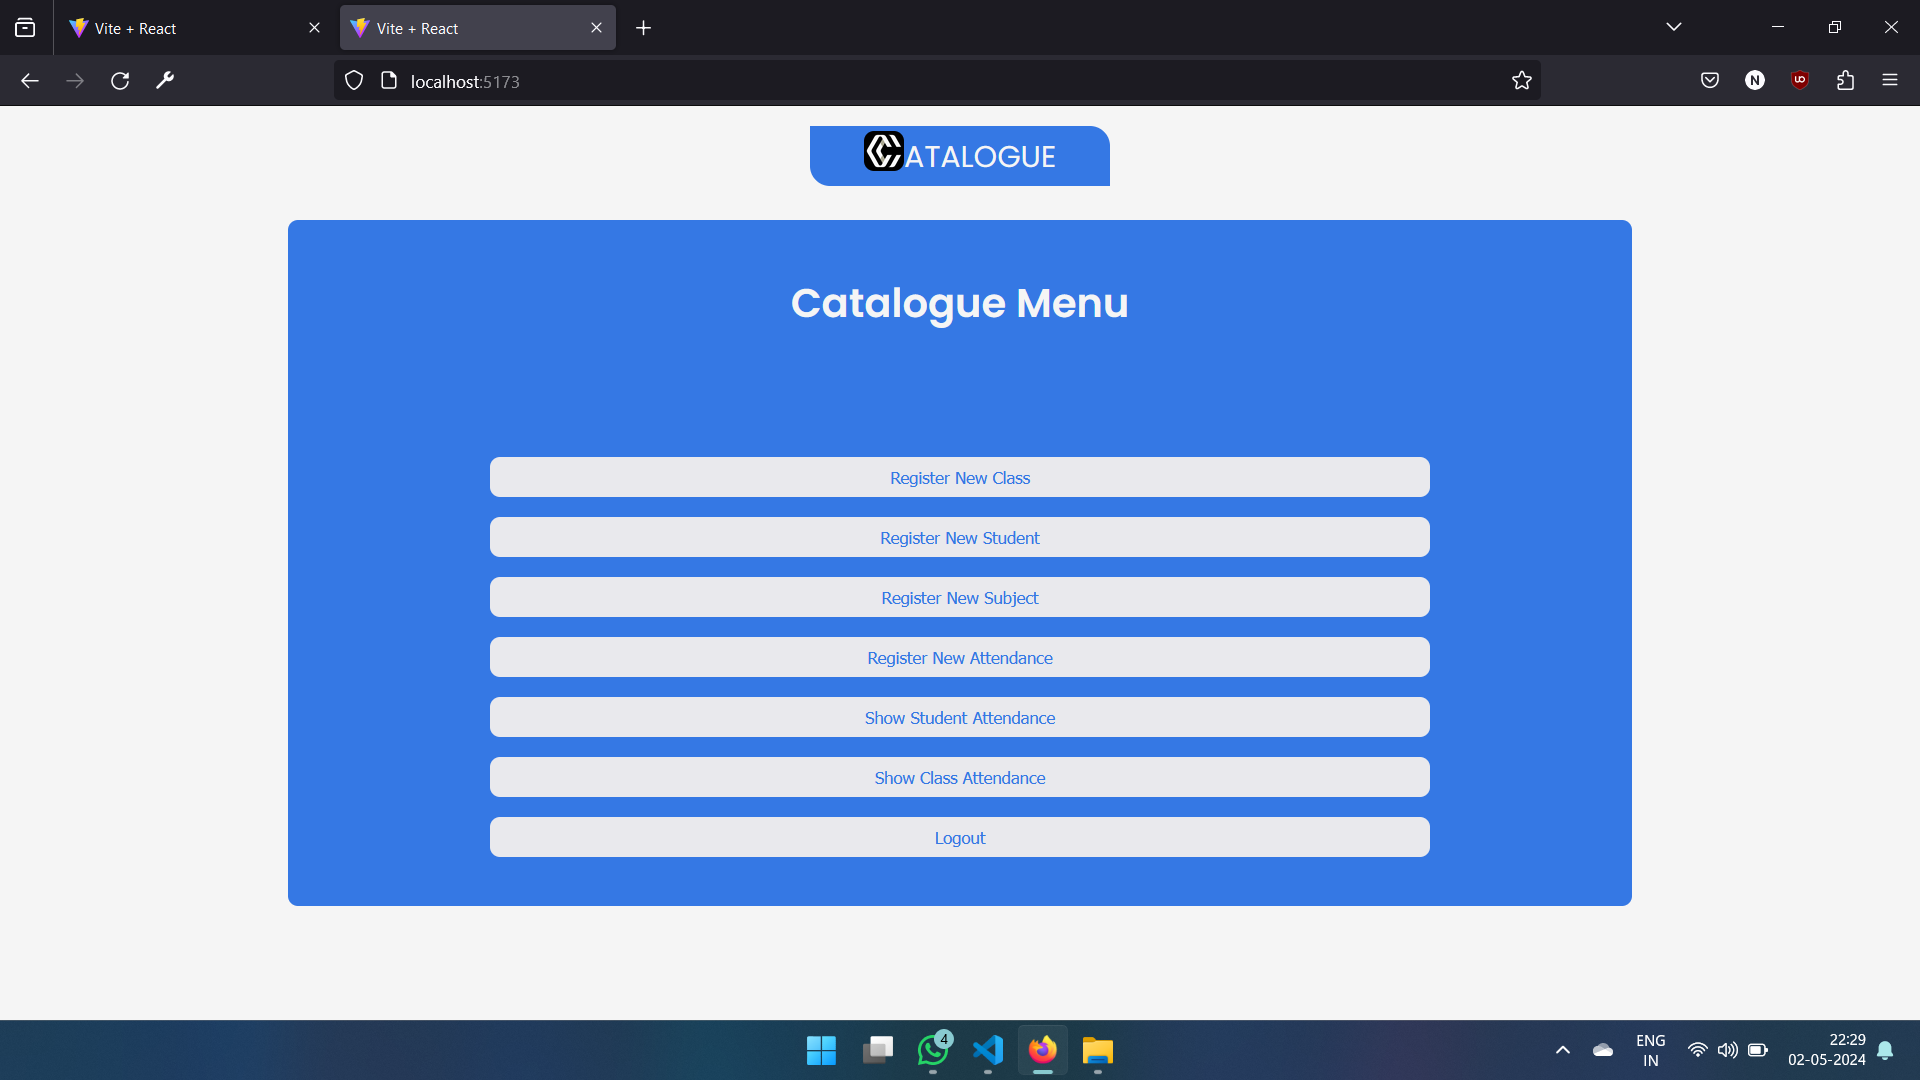 Vite + React
Vite + React
localhost:5173
N
CATALOGUE
Catalogue Menu
Register New Class
Register New Student
Register New Subject
Register New Attendance
Show Student Attendance
Show Class Attendance
Logout
4
ENG
IN
22:29
02-05-2024